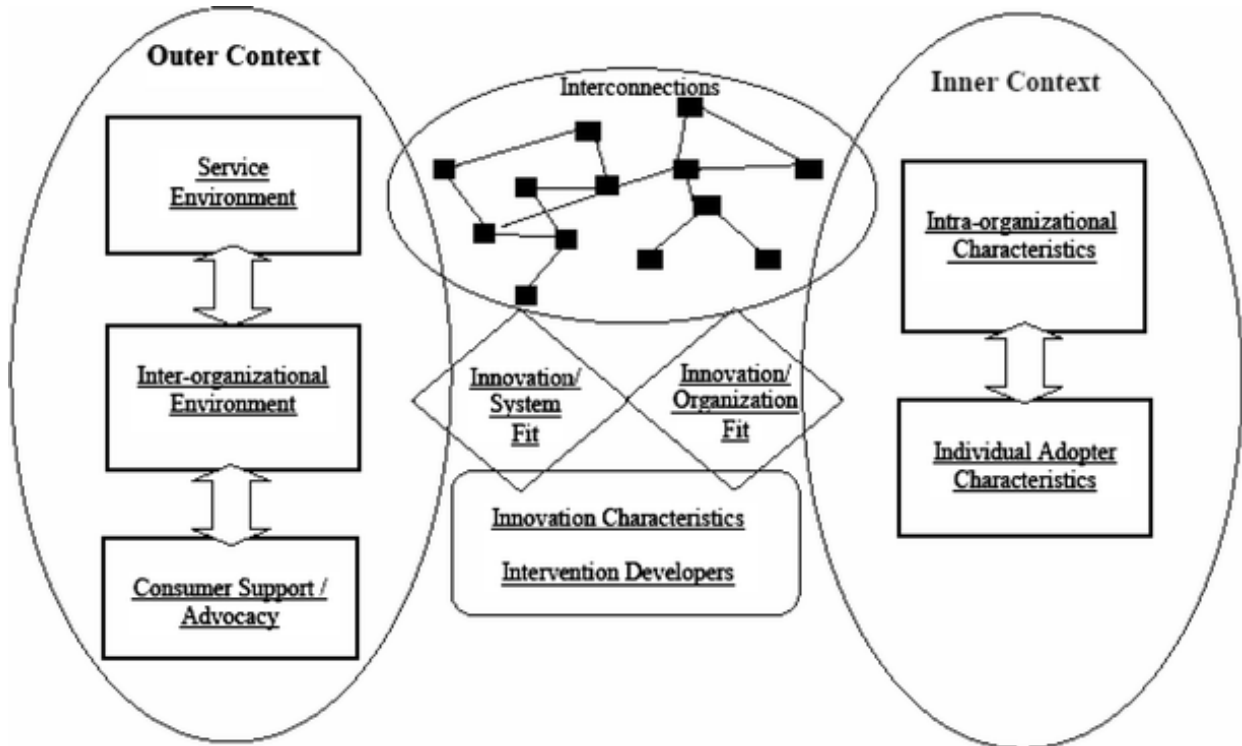 Outer Context
Service
Environment
Inter-organizational
Environment
Consumer Support /
Advocacy
Interconnections
Innovation/
System
Fit
Innovation/
Organization
Fit
Innovation Characteristics
Intervention Developers
Inner Context
Intra-organizational
Characteristics
Individual Adopter
Characteristics